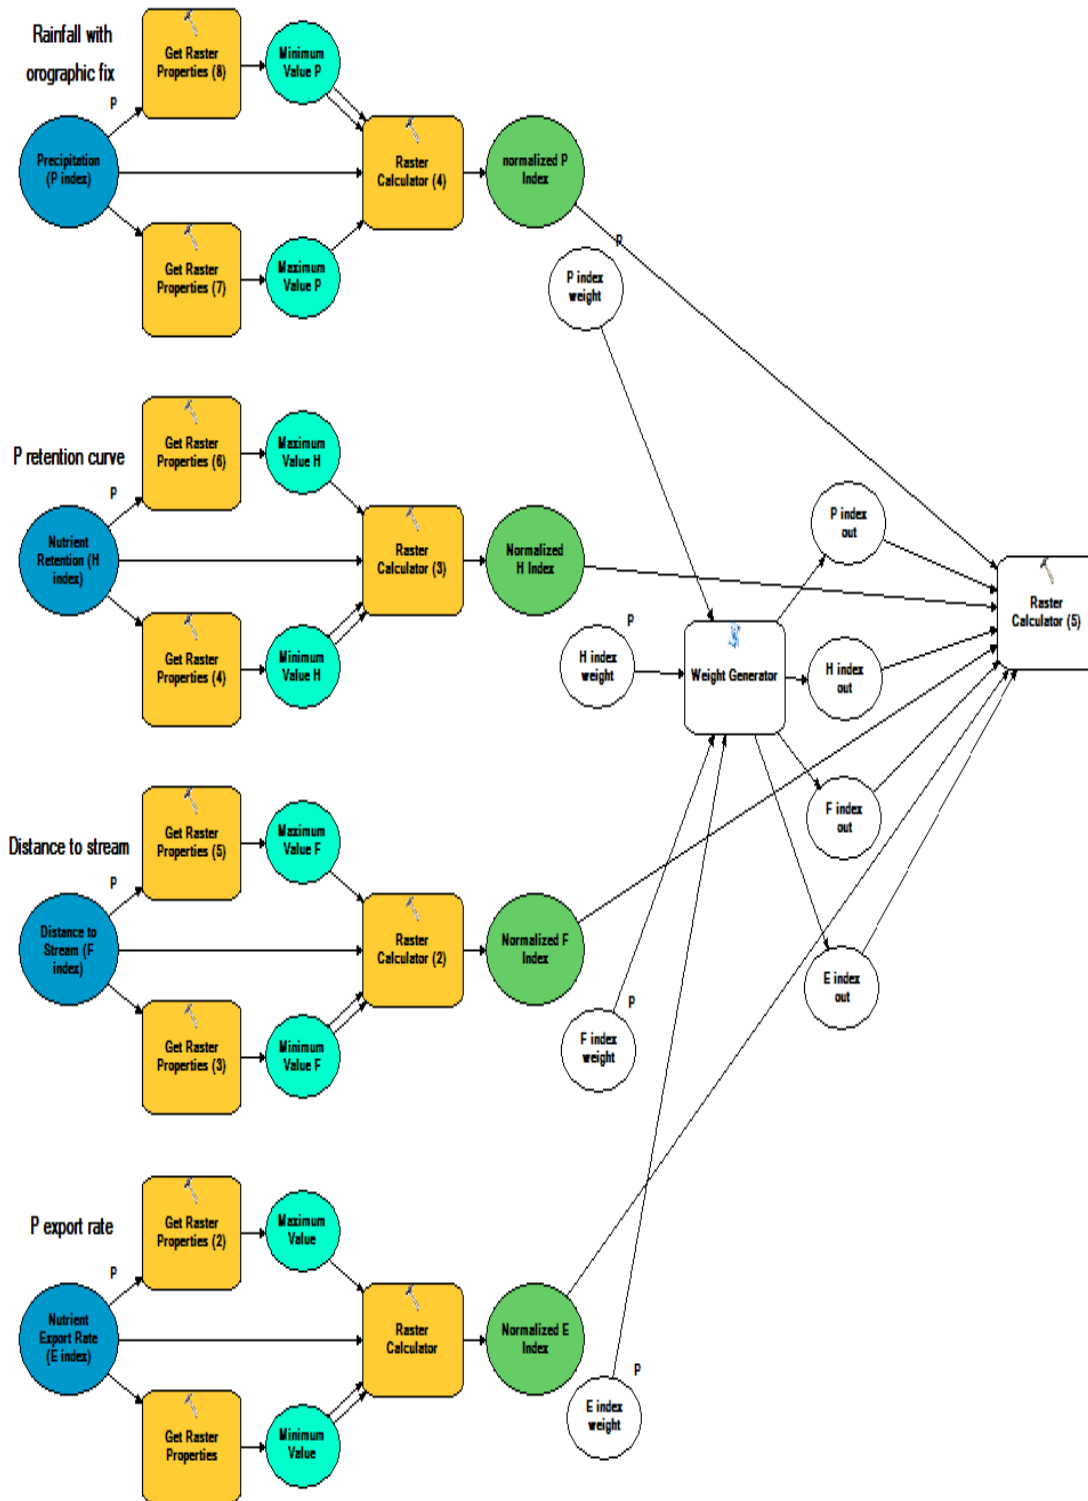 Rainfall with
orographic fix
P
Get Raster
Properties (8)
Minimum
Value P
Precipitation
(P index)
Raster
Calculator (4)
normalized P
Index
Get Raster
Properties (7)
Maximum
Value P
P
P index
weight
P retention curve
P
Get Raster
Properties (6)
Maximum
Value H
Nutrient
Retention (H
index)
Raster
Calculator (3)
Normalized
H Index
Get Raster
Properties (4)
Minimum
Value H
P
H index
weight
Weight Generator
P index
out
H index
out
F index
out
E index
out
Raster
Calculator (5)
Distance to stream
P
Get Raster
Properties (5)
Maximum
Value F
Distance to
Stream (F
index)
Raster
Calculator (2)
Normalized F
Index
Get Raster
Properties (3)
Minimum
Value F
P
F index
weight
P export rate
P
Get Raster
Properties (2)
Maximum
Value
Nutrient
Export Rate
(E index)
Raster
Calculator
Normalized E
Index
Get Raster
Properties
Minimum
Value
P
E index
weight